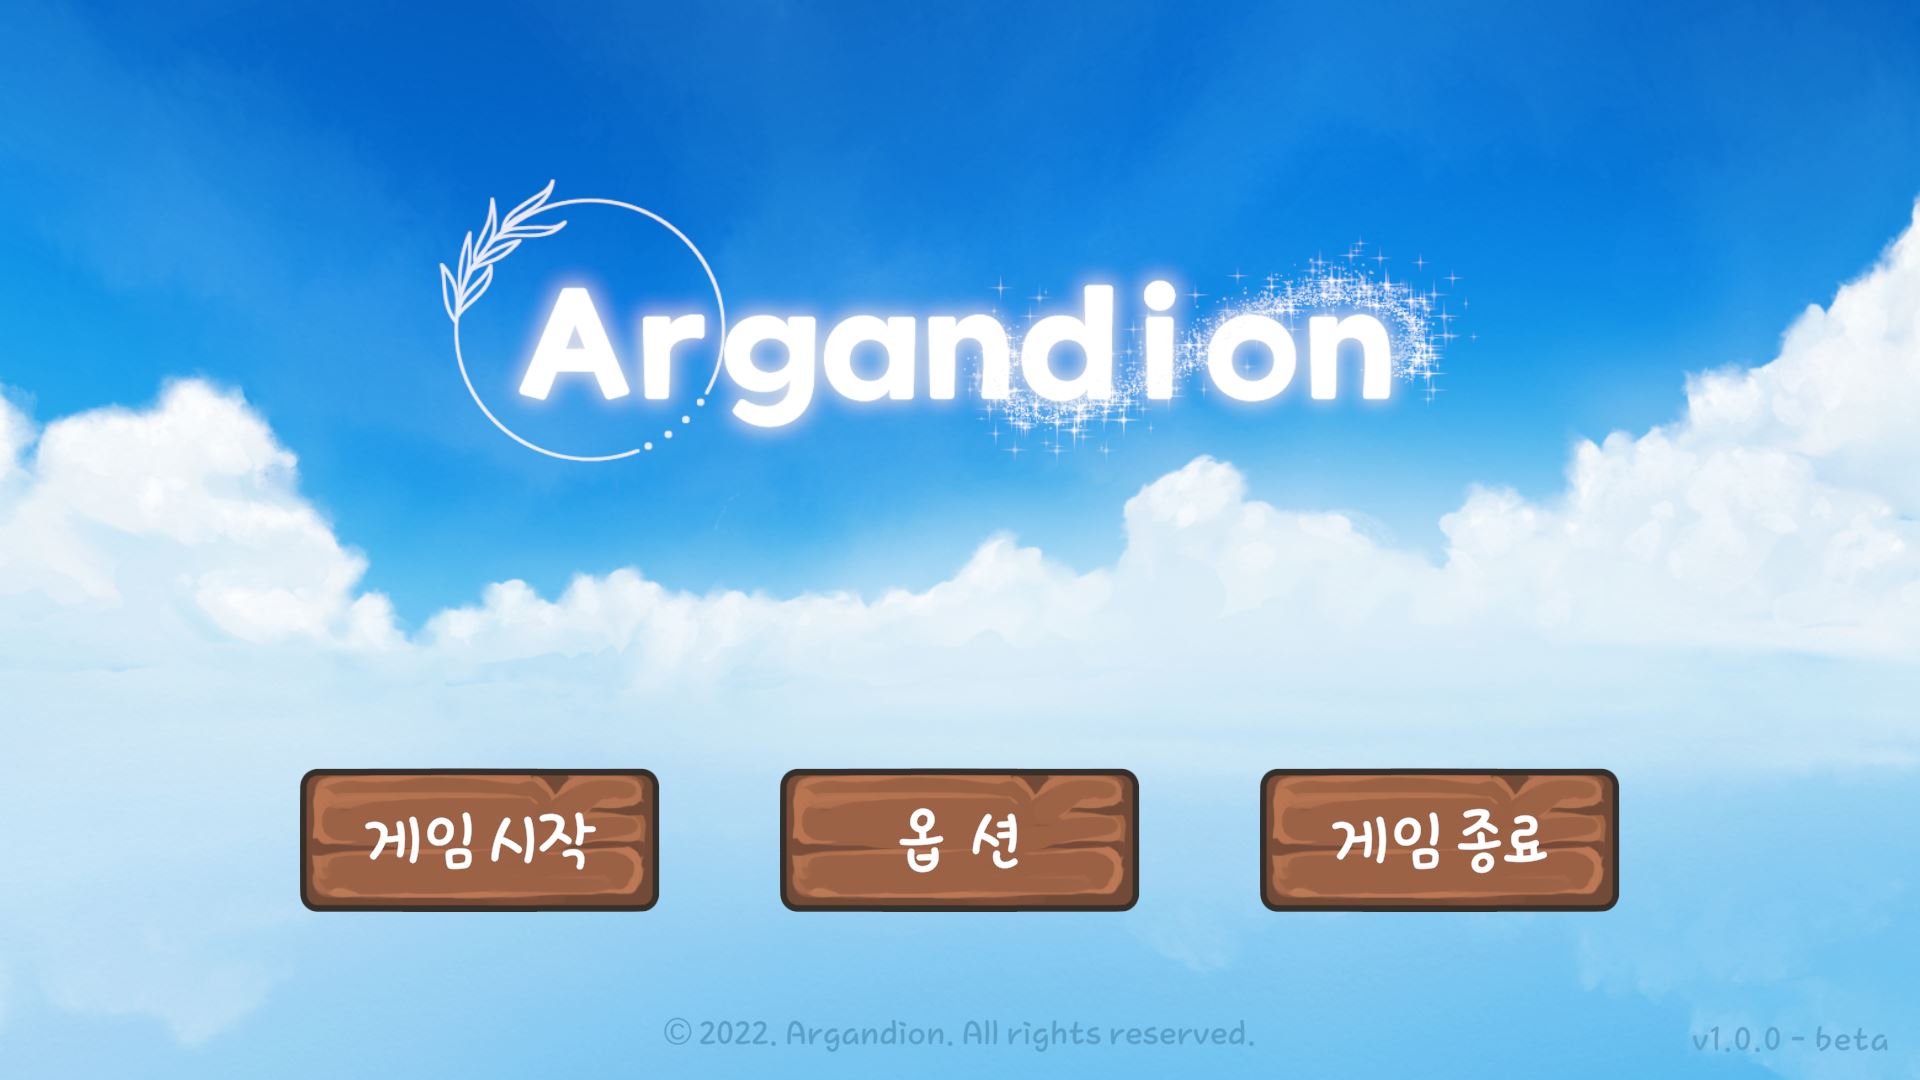 Argandion
게임 시작
옵 션
게임 종료
© 2022. Argandion. All rights reserved.
v1.0.0 - beta